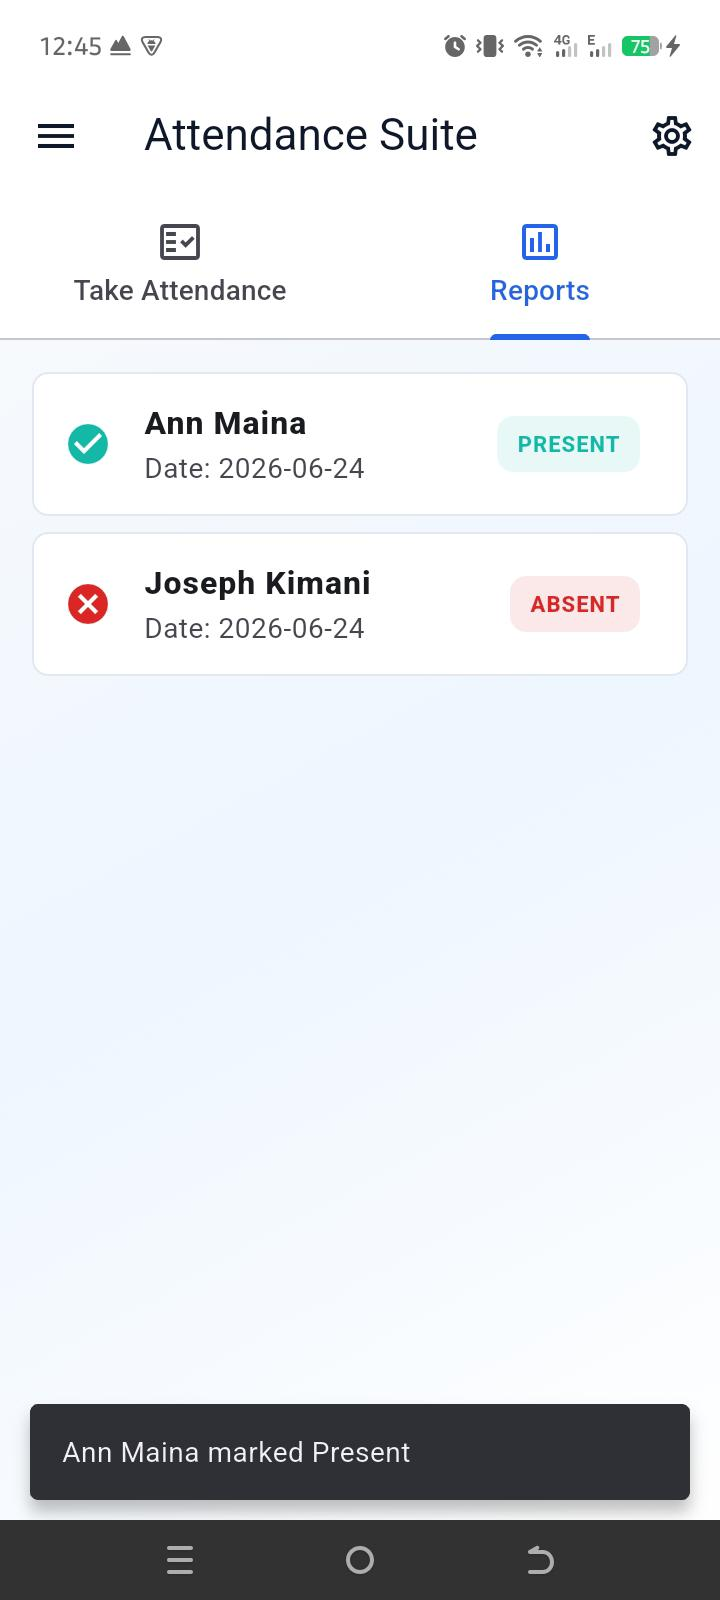 12:45
4G E 75
Attendance Suite
Take Attendance
Reports
Ann Maina
Date: 2026-06-24
PRESENT
Joseph Kimani
Date: 2026-06-24
ABSENT
Ann Maina marked Present